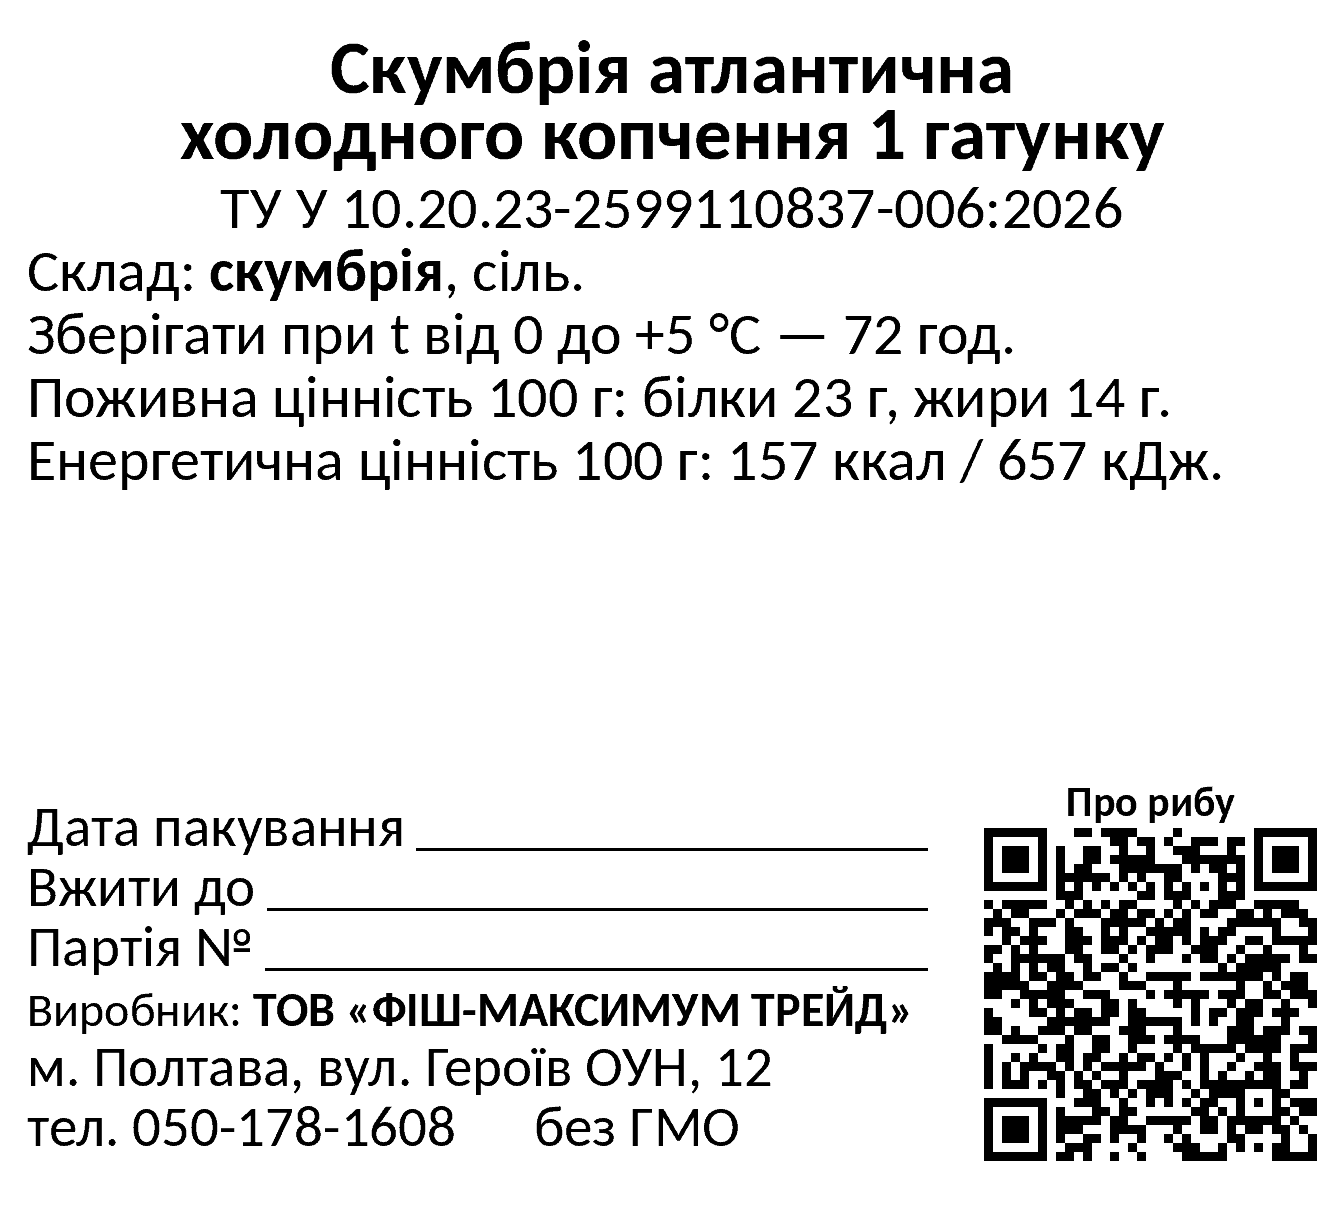 Скумбрія атлантична
холодного копчення 1 гатунку
ТУ У 10.20.23-2599110837-006:2026
Склад: скумбрія, сіль.
Зберігати при t від 0 до +5 °C — 72 год.
Поживна цінність 100 г: білки 23 г, жири 14 г.
Енергетична цінність 100 г: 157 ккал / 657 кДж.
Дата пакування
Вжити до
Партія №
Виробник: ТОВ «ФІШ-МАКСИМУМ ТРЕЙД»
м. Полтава, вул. Героїв ОУН, 12
тел. 050-178-1608 без ГМО
Про рибу